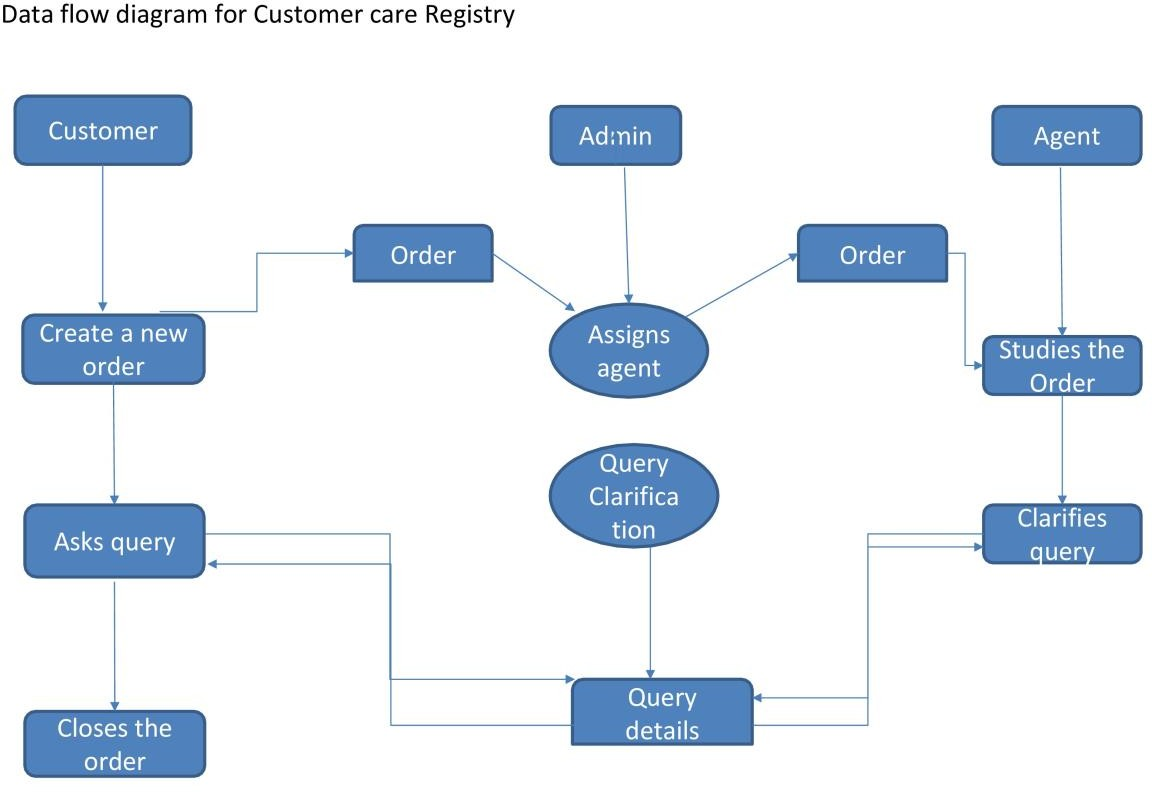 Data flow diagram for Customer care Registry
Customer
Admin
Agent
Order
Order
Create a new
order
Assigns
agent
Studies the
Order
Query
Clarifica
tion
Asks query
Clarifies
query
Query
details
Closes the
order